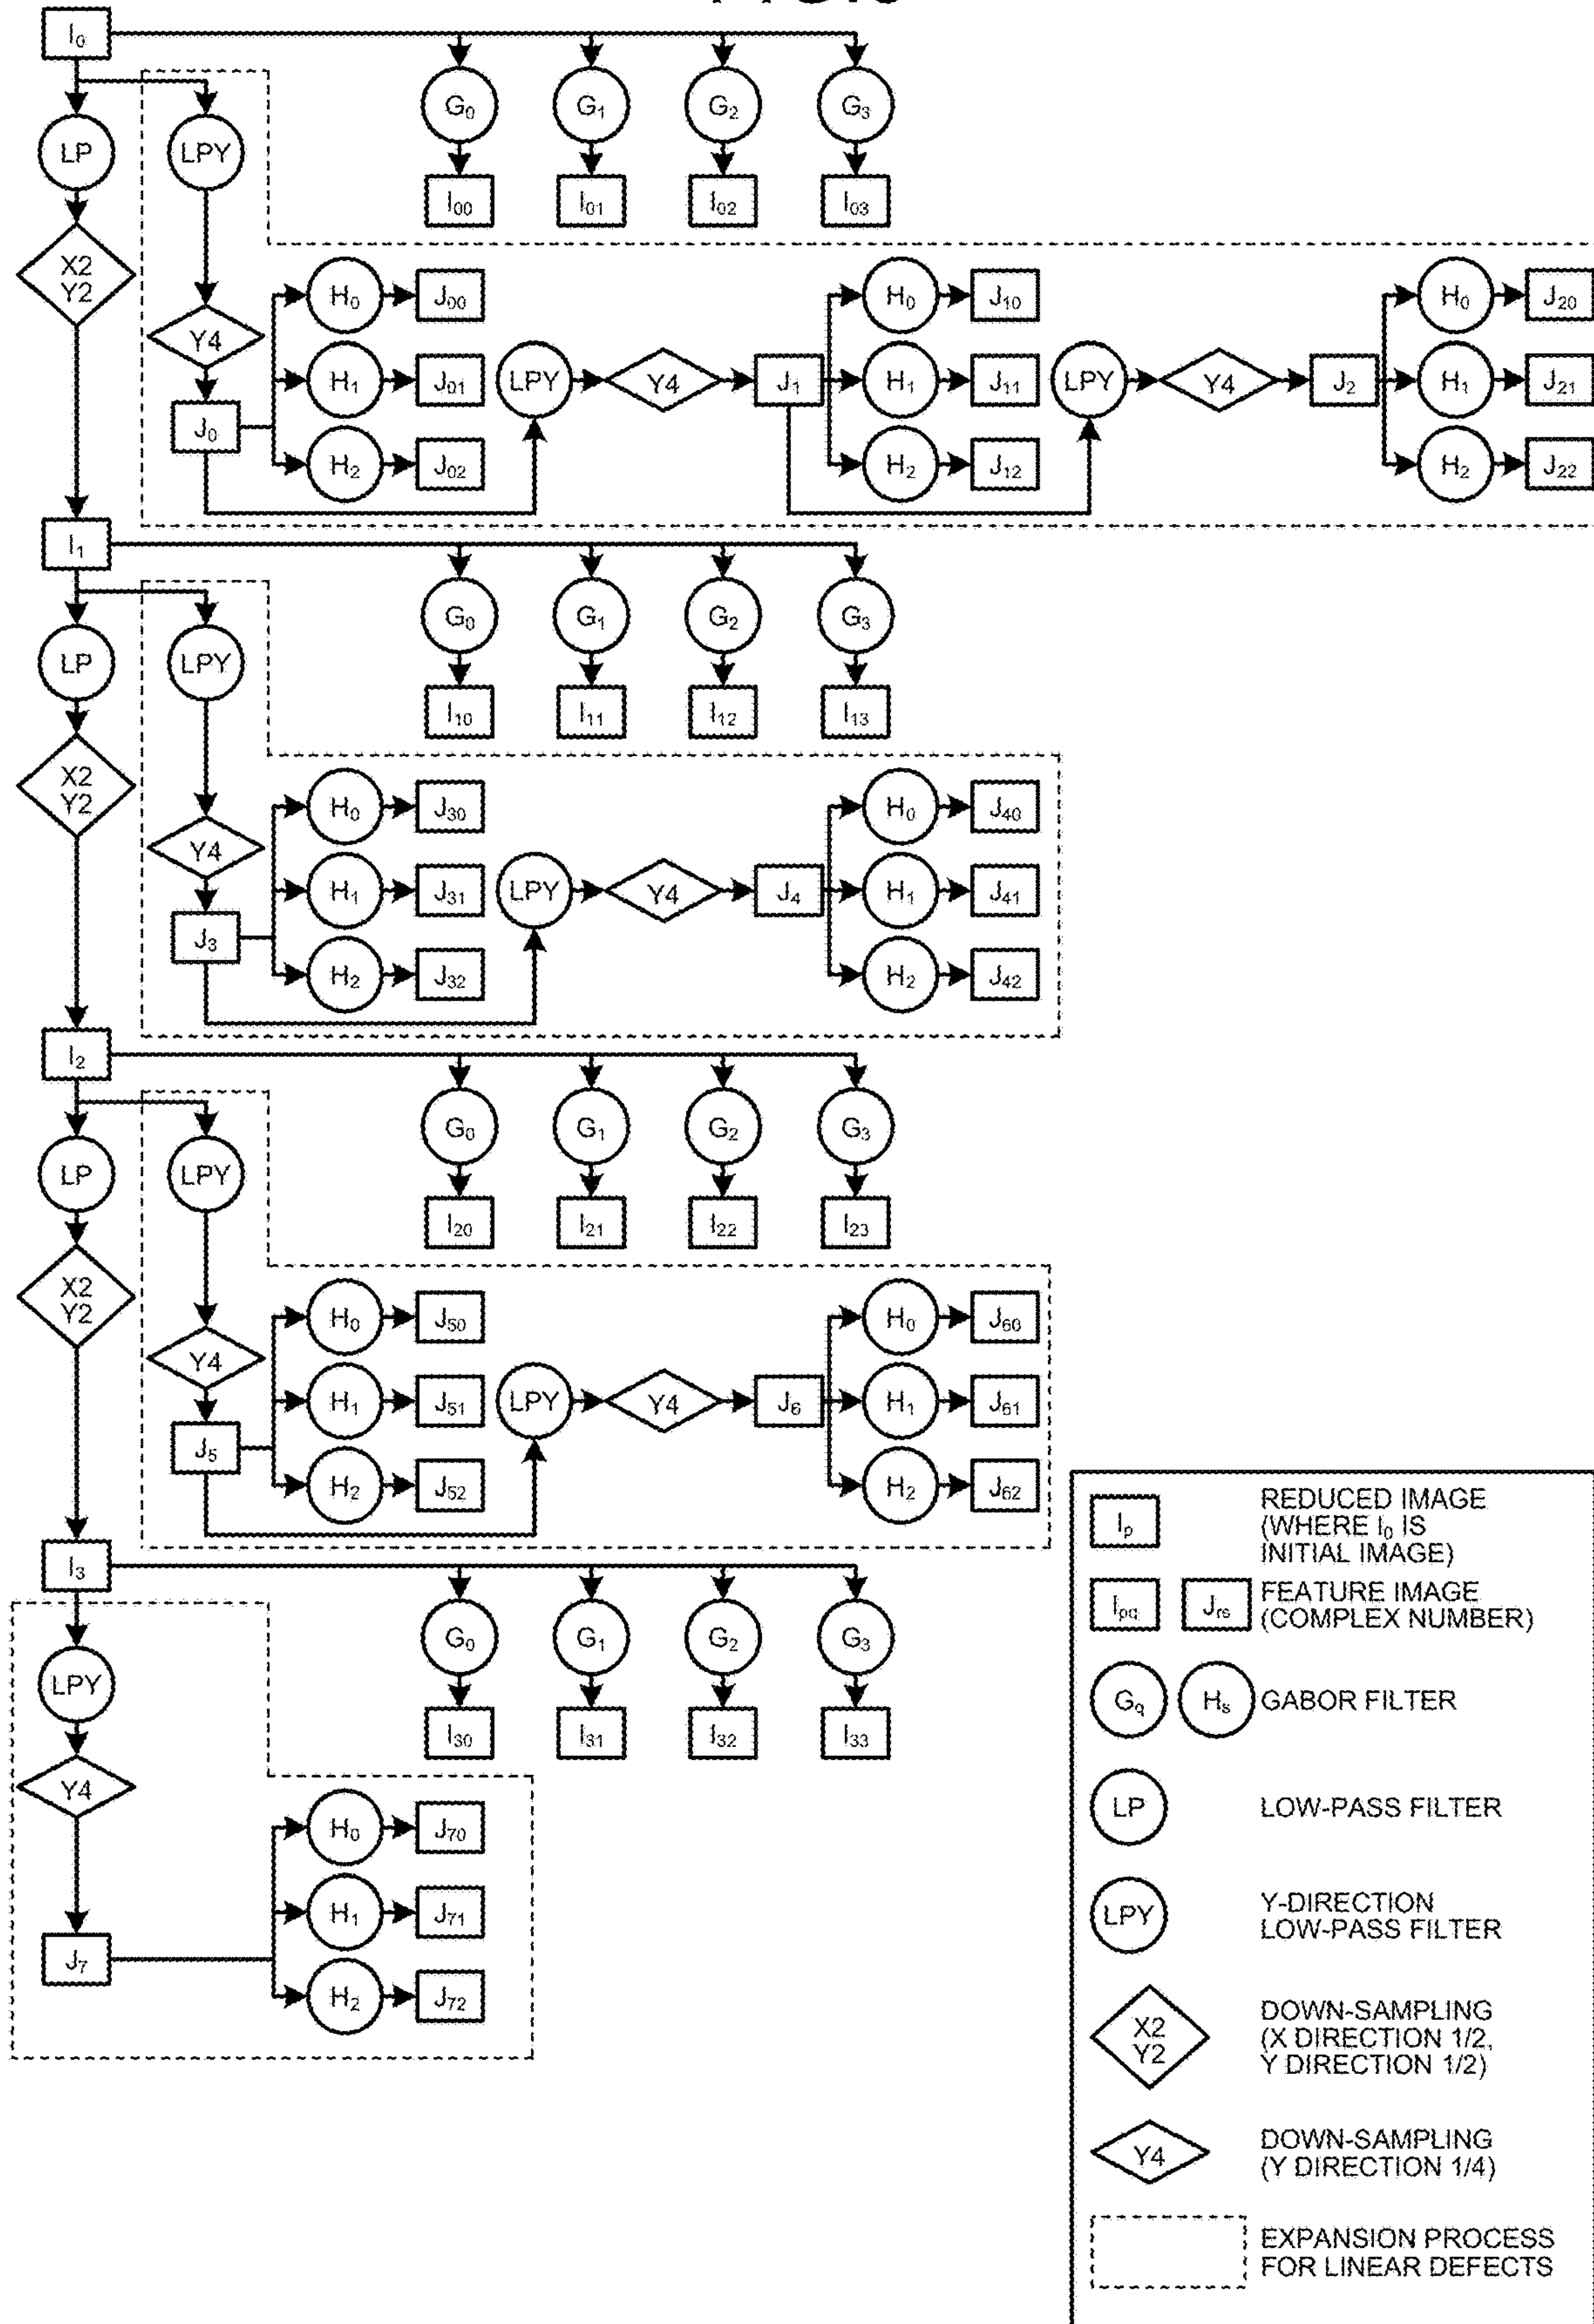 I₀
G₀ G₁ G₂ G₃
LP LPY
I₀₀ I₀₁ I₀₂ I₀₃
X2
Y2
H₀ J₀₀ H₀ J₁₀ H₀ J₂₀
Y4
H₁ J₀₁ LPY Y4 J₁ H₁ J₁₁ LPY Y4 J₂ H₁ J₂₁
J₀
H₂ J₀₂ H₂ J₁₂ H₂ J₂₂
I₁
G₀ G₁ G₂ G₃
LP LPY
I₁₀ I₁₁ I₁₂ I₁₃
X2
Y2
H₀ J₃₀ H₀ J₄₀
Y4
H₁ J₃₁ LPY Y4 J₄ H₁ J₄₁
J₃
H₂ J₃₂ H₂ J₄₂
I₂
G₀ G₁ G₂ G₃
LP LPY
I₂₀ I₂₁ I₂₂ I₂₃
X2
Y2
H₀ J₅₀ H₀ J₆₀
Y4
H₁ J₅₁ LPY Y4 J₆ H₁ J₆₁
J₅
H₂ J₅₂ H₂ J₆₂
I₃
G₀ G₁ G₂ G₃
LPY
I₃₀ I₃₁ I₃₂ I₃₃
Y4
H₀ J₇₀
H₁ J₇₁
J₇
H₂ J₇₂
Iₚ REDUCED IMAGE
(WHERE I₀ IS
INITIAL IMAGE)
I_pq J_rs FEATURE IMAGE
(COMPLEX NUMBER)
G_q H_s GABOR FILTER
LP LOW-PASS FILTER
LPY Y-DIRECTION
LOW-PASS FILTER
X2
Y2 DOWN-SAMPLING
(X DIRECTION 1/2,
Y DIRECTION 1/2)
Y4 DOWN-SAMPLING
(Y DIRECTION 1/4)
EXPANSION PROCESS
FOR LINEAR DEFECTS